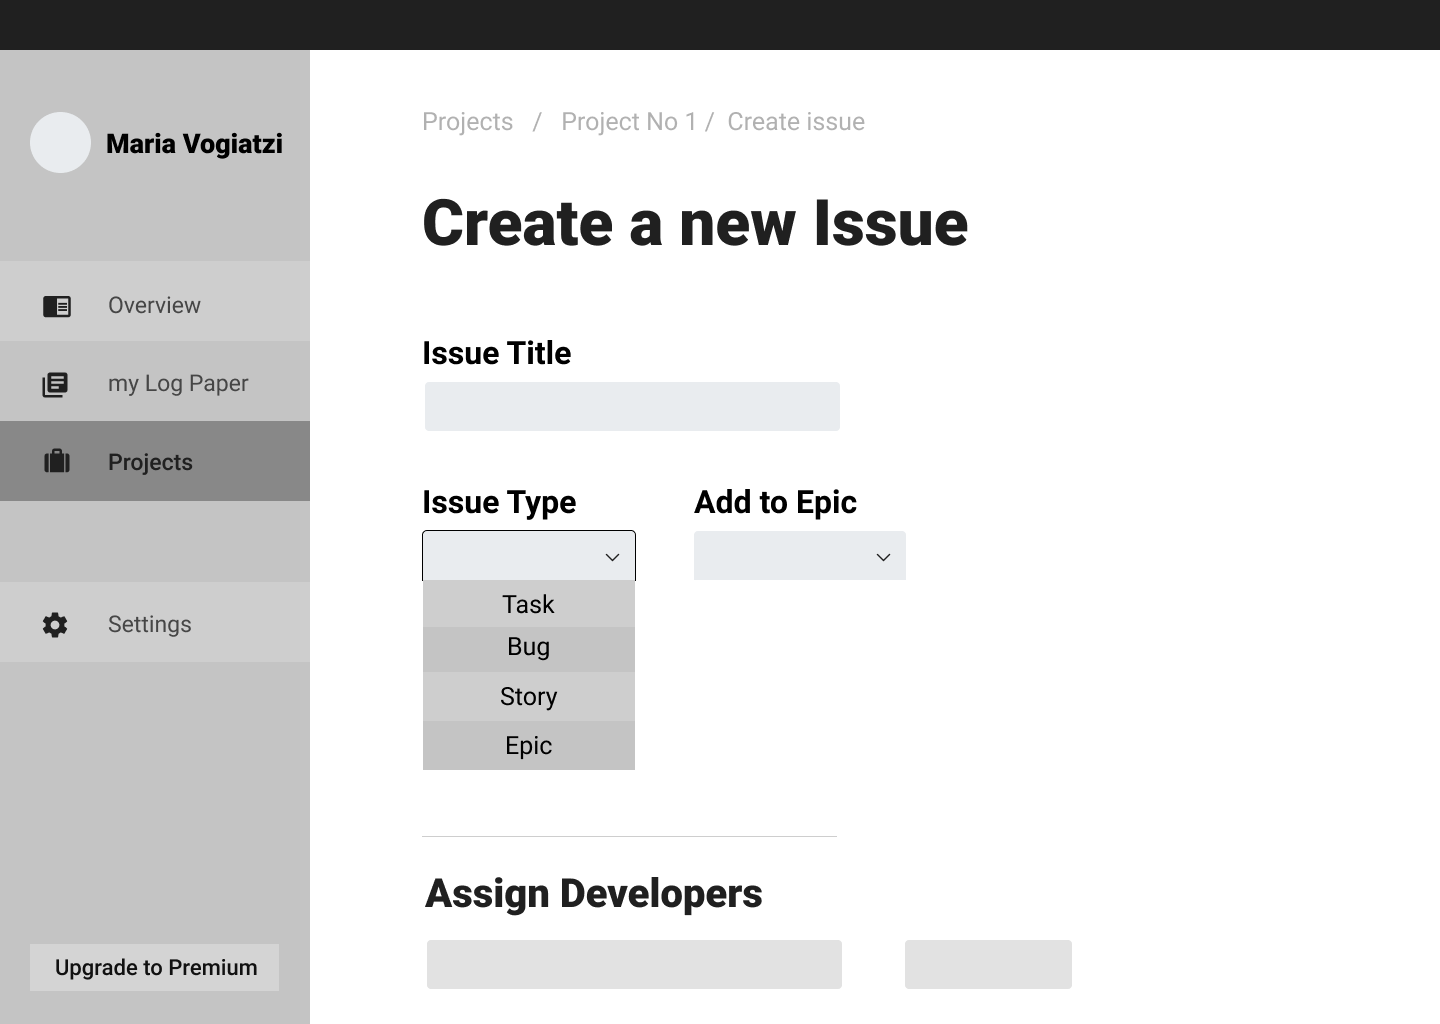 Maria Vogiatzi
Overview
my Log Paper
Projects
Settings
Upgrade to Premium
Projects / Project No 1 / Create issue
Create a new Issue
Issue Title
Issue Type
Add to Epic
Task
Bug
Story
Epic
Assign Developers